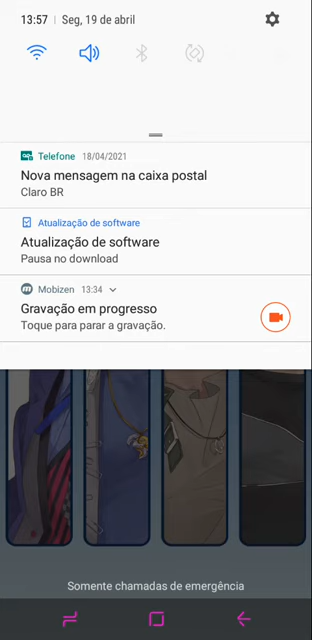 13:57 | Seg, 19 de abril
Telefone 18/04/2021
Nova mensagem na caixa postal
Claro BR
Atualização de software
Atualização de software
Pausa no download
Mobizen 13:34
Gravação em progresso
Toque para parar a gravação.
Somente chamadas de emergência